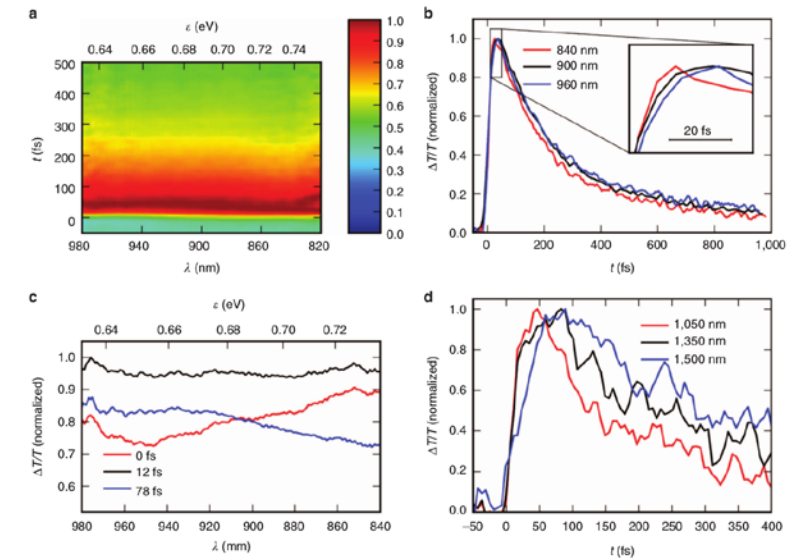 a
ε (eV)
0.64 0.66 0.68 0.70 0.72 0.74
500
400
300
200
100
0
t (fs)
980 940 900 860 820
λ (nm)
1.0
0.9
0.8
0.7
0.6
0.5
0.4
0.3
0.2
0.1
0.0
b
1.0
0.8
0.6
0.4
0.2
0.0
ΔT/T (normalized)
840 nm
900 nm
960 nm
20 fs
0 200 400 600 800 1,000
t (fs)
c
ε (eV)
0.64 0.66 0.68 0.70 0.72
1.0
0.9
0.8
0.7
0.6
ΔT/T (normalized)
0 fs
12 fs
78 fs
980 960 940 920 900 880 860 840
λ (mm)
d
1.0
0.8
0.6
0.4
0.2
0.0
ΔT/T (normalized)
1,050 nm
1,350 nm
1,500 nm
−50 0 50 100 150 200 250 300 350 400
t (fs)